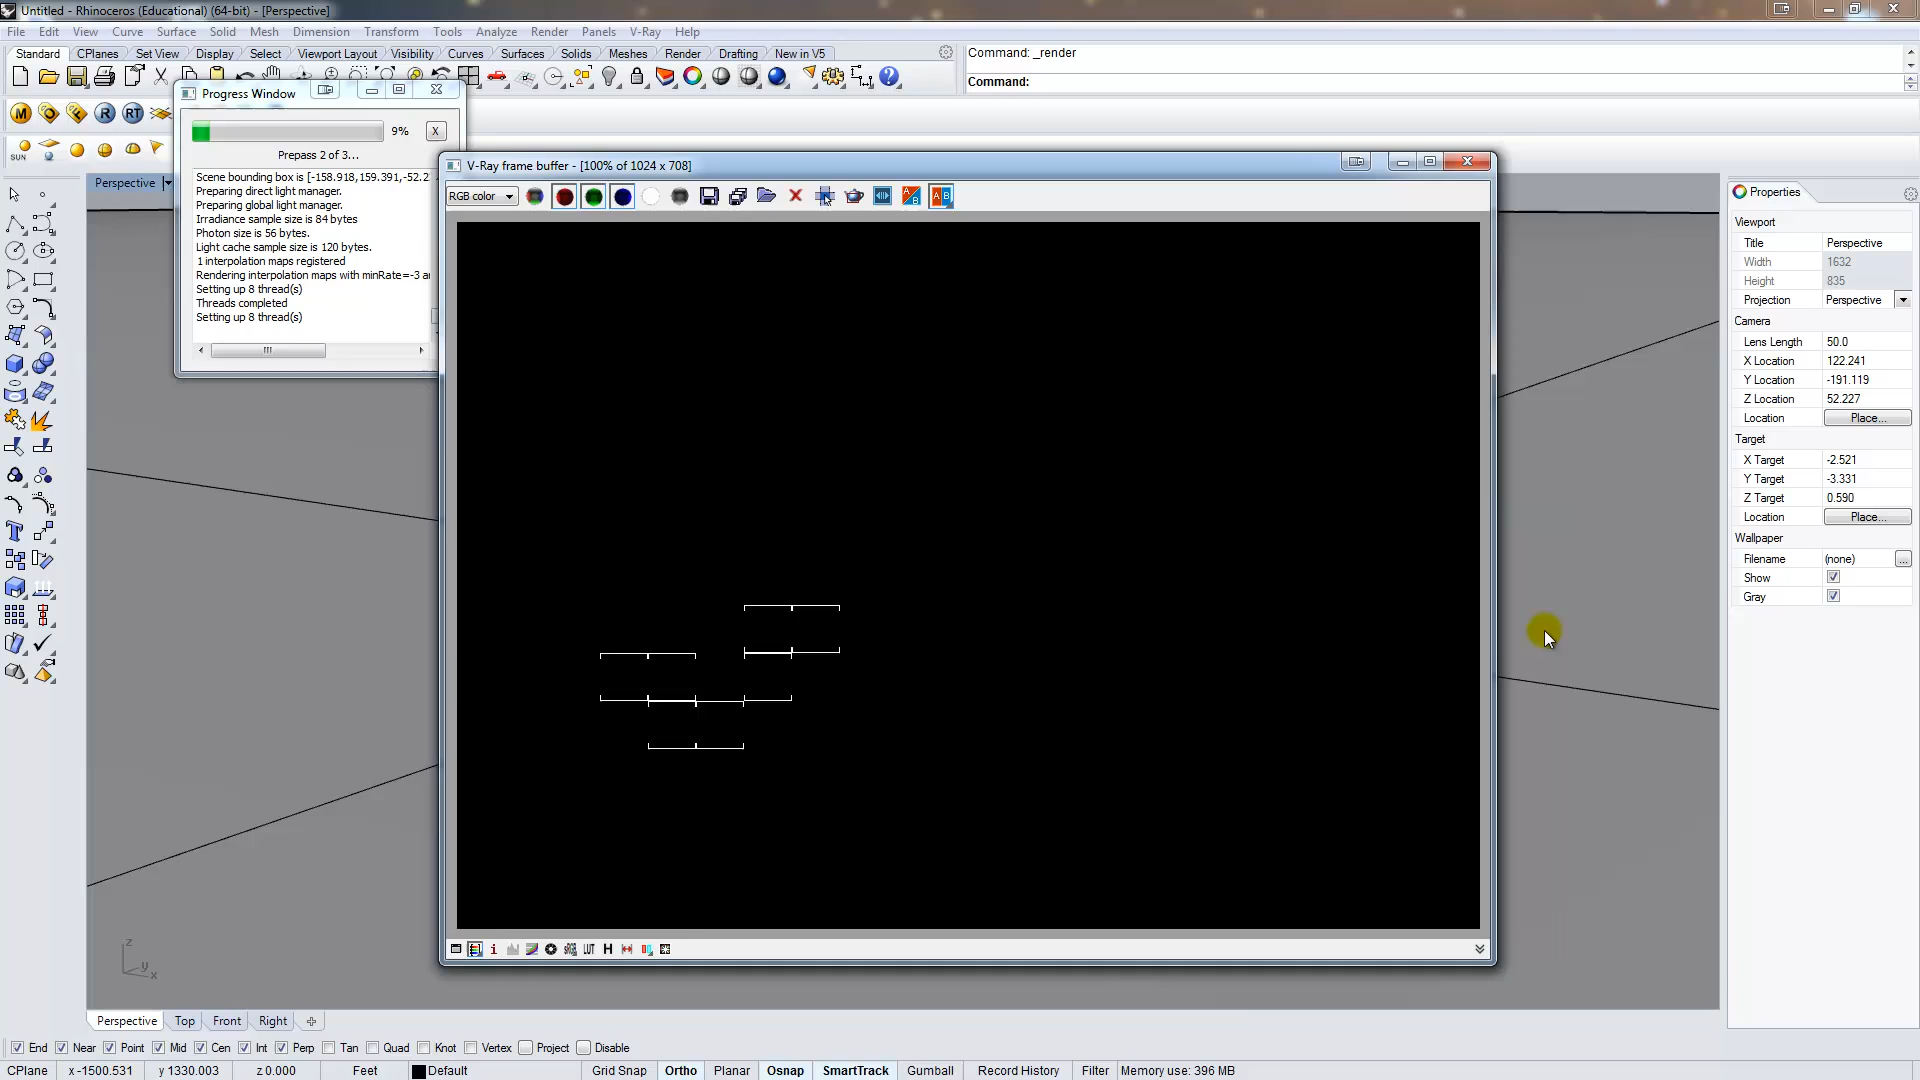 Untitled - Rhinoceros (Educational) (64-bit) - [Perspective]
File Edit View Curve Surface Solid Mesh Dimension Transform Tools Analyze Render Panels V-Ray Help
Standard CPlanes Set View Display Select Viewport Layout Visibility Curves Surfaces Solids Meshes Render Drafting New in V5
Command: _render
Command:
Progress Window
9% X
Prepass 2 of 3...
Scene bounding box is [-158.918,159.391,-52.2
Preparing direct light manager.
Preparing global light manager.
Irradiance sample size is 84 bytes
Photon size is 56 bytes.
Light cache sample size is 120 bytes.
1 interpolation maps registered
Rendering interpolation maps with minRate=-3 a
Setting up 8 thread(s)
Threads completed
Setting up 8 thread(s)
M O F R RT
SUN
Perspective
V-Ray frame buffer - [100% of 1024 x 708]
RGB color
i LUT H
Properties
Viewport
Title Perspective
Width 1632
Height 835
Projection Perspective
Camera
Lens Length 50.0
X Location 122.241
Y Location -191.119
Z Location 52.227
Location Place...
Target
X Target -2.521
Y Target -3.331
Z Target 0.590
Location Place...
Wallpaper
Filename (none) ...
Show
Gray
z
y
x
Perspective Top Front Right
End Near Point Mid Cen Int Perp Tan Quad Knot Vertex Project Disable
CPlane x -1500.531 y 1330.003 z 0.000 Feet Default Grid Snap Ortho Planar Osnap SmartTrack Gumball Record History Filter Memory use: 396 MB